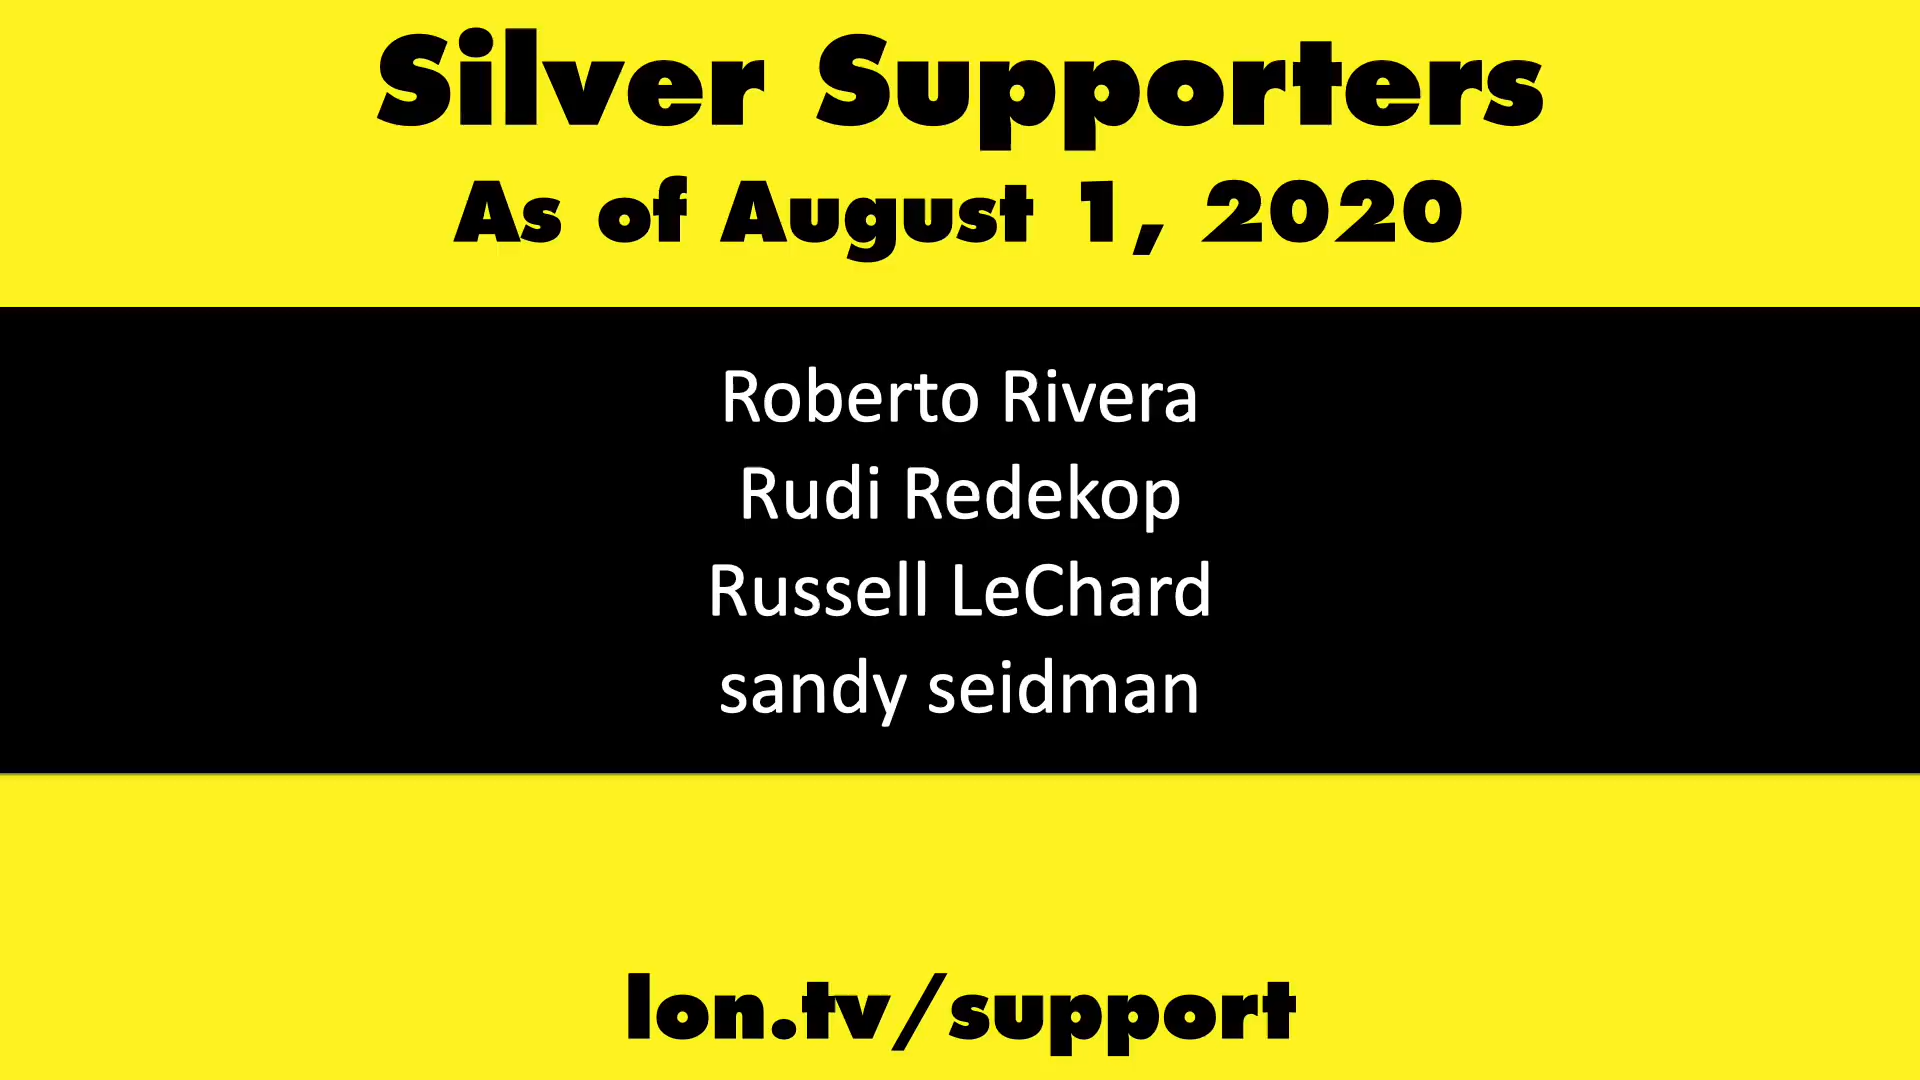 Silver Supporters
As of August 1, 2020
Roberto Rivera
Rudi Redekop
Russell LeChard
sandy seidman
lon.tv/support